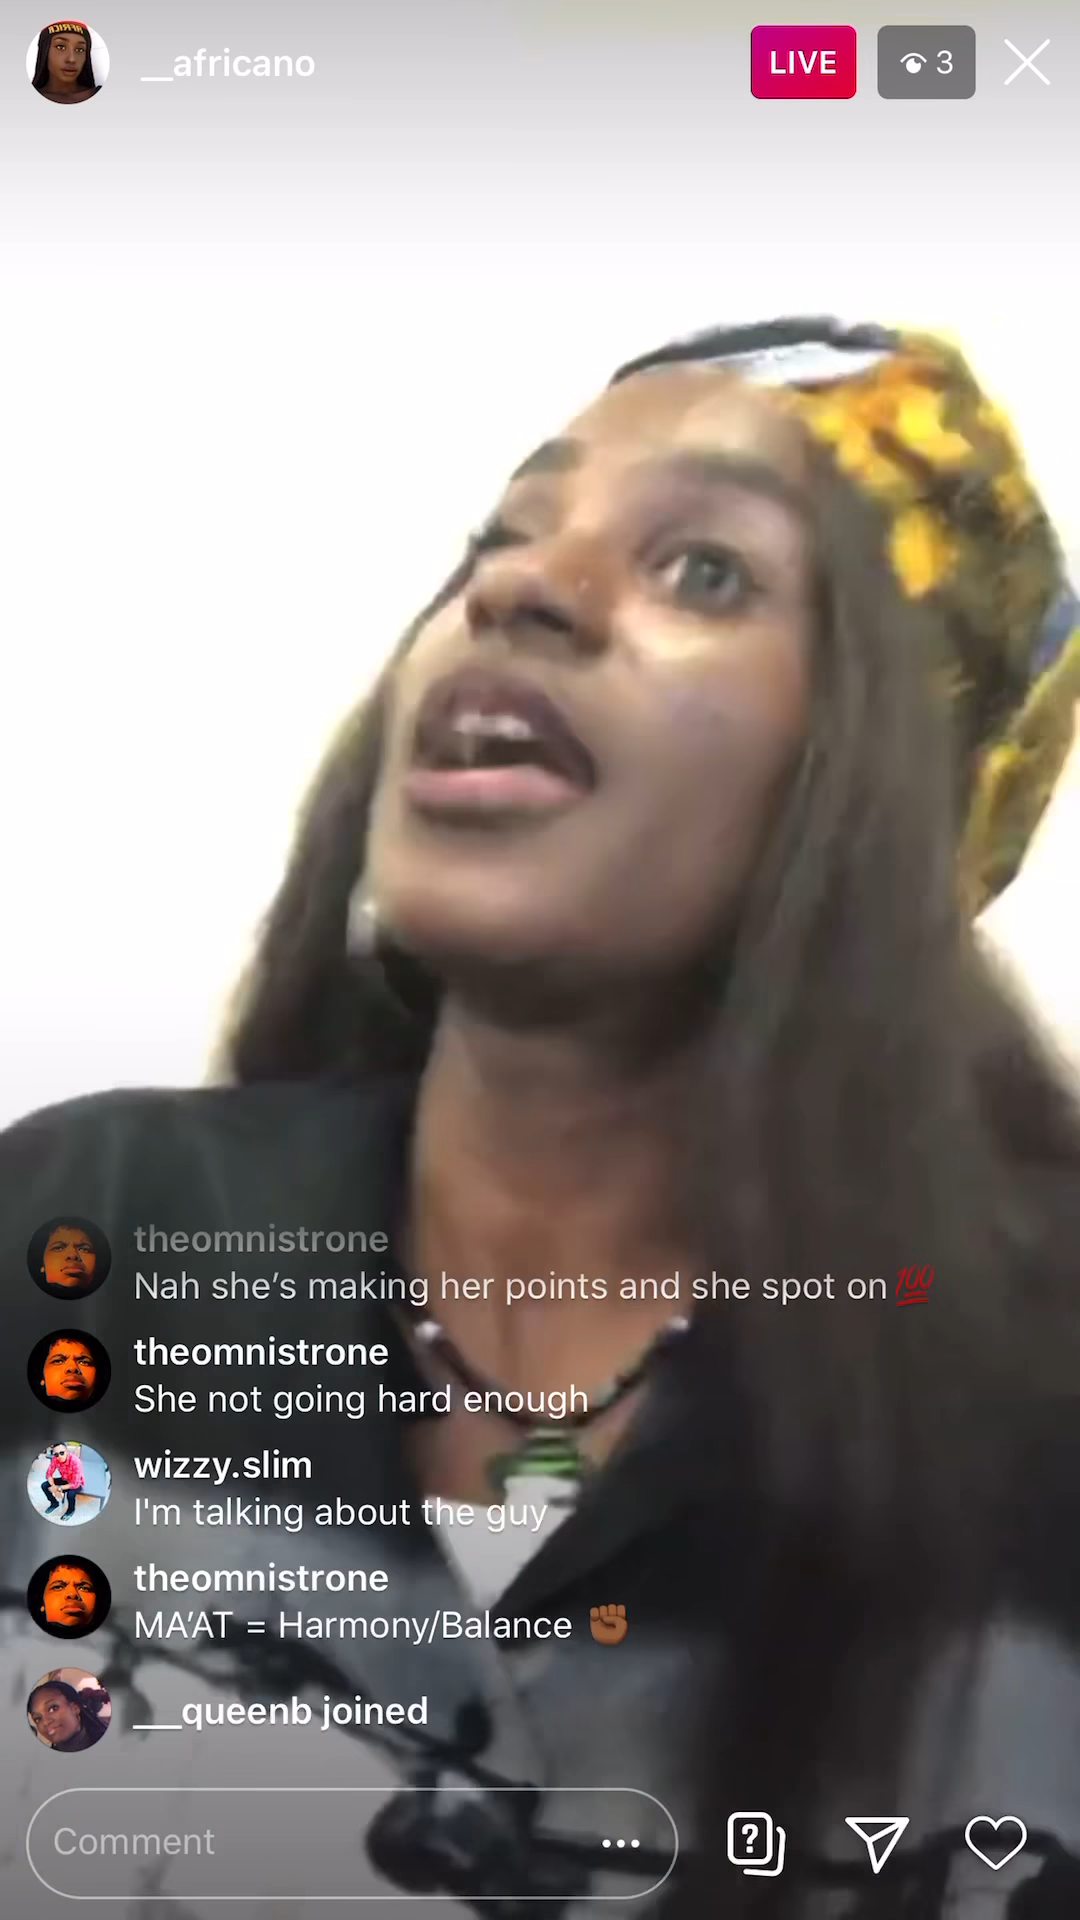 __africano
LIVE
3
theomnistrone
Nah she’s making her points and she spot on💯
theomnistrone
She not going hard enough
wizzy.slim
I'm talking about the guy
theomnistrone
MA’AT = Harmony/Balance ✊🏾
___queenb joined
Comment